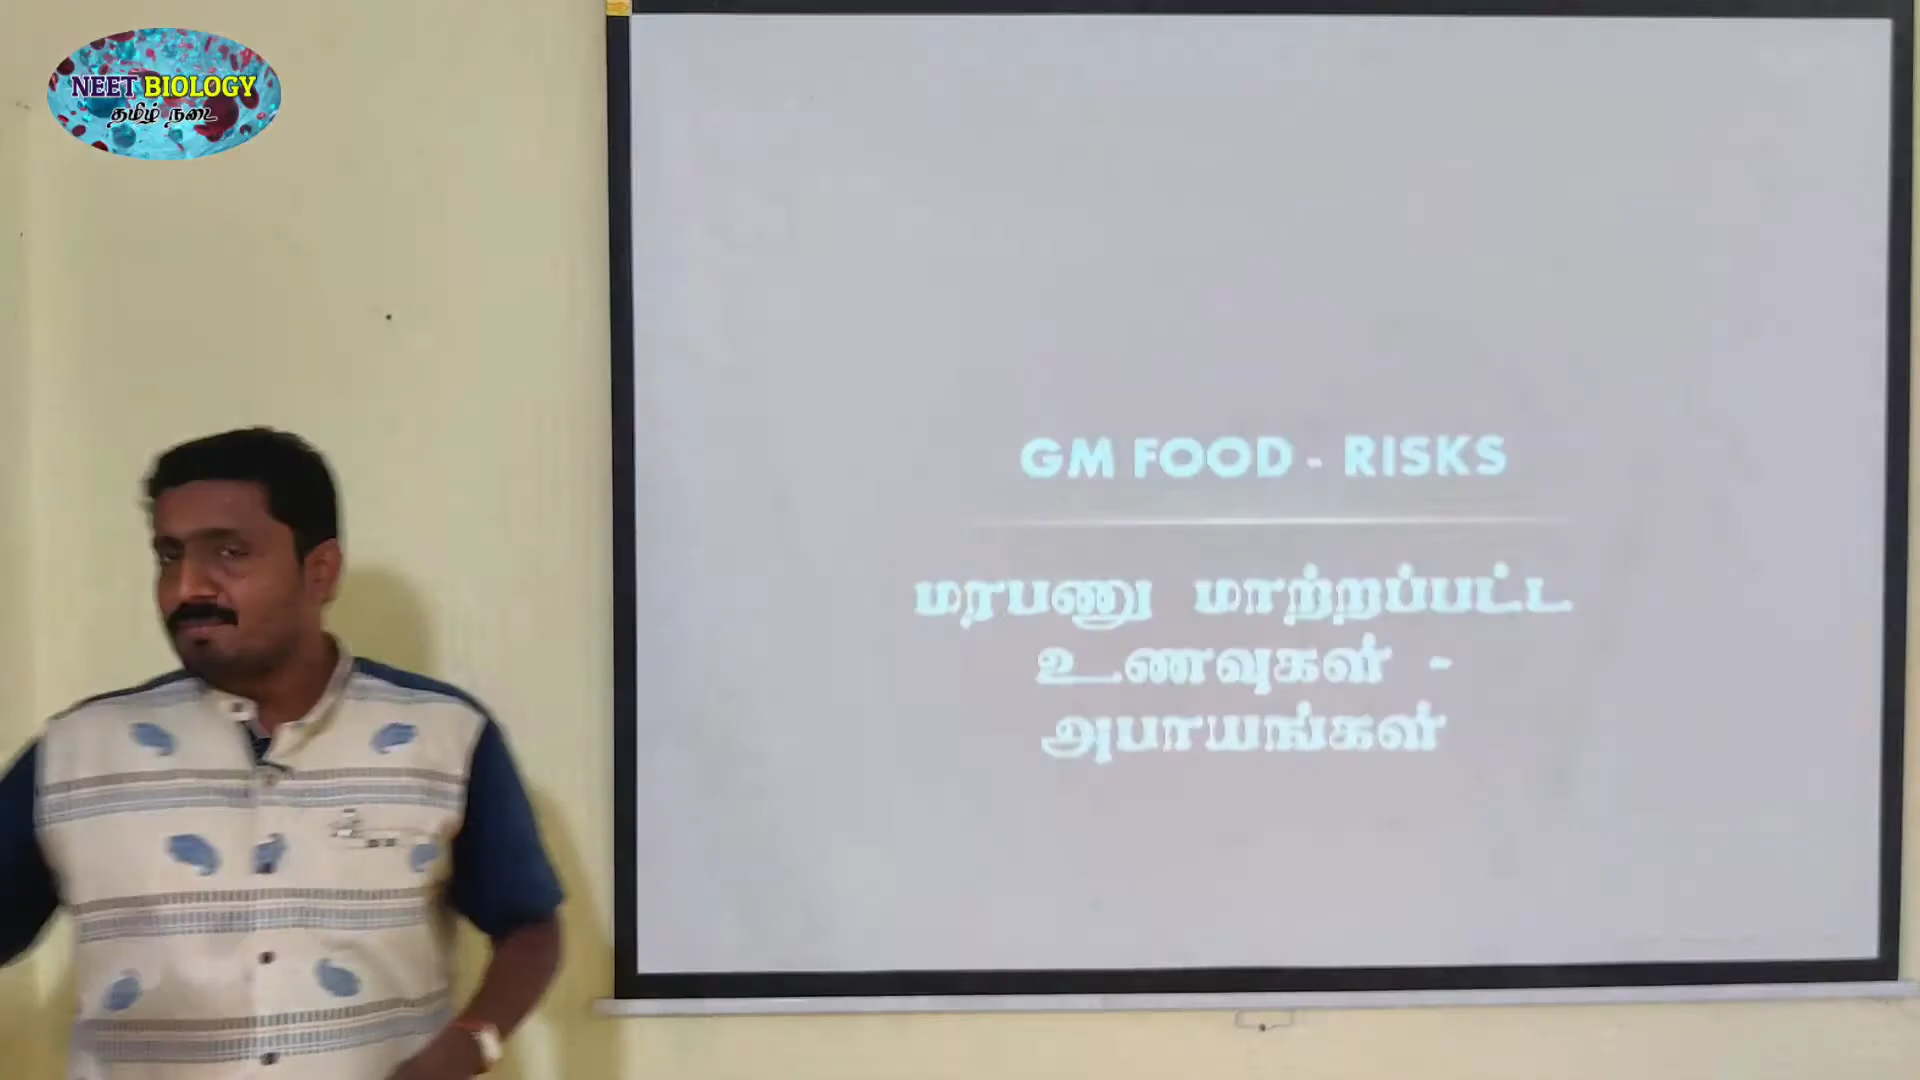 NEET BIOLOGY
தமிழ் நடை
GM FOOD - RISKS
மரபணு மாற்றப்பட்ட
உணவுகள் -
அபாயங்கள்